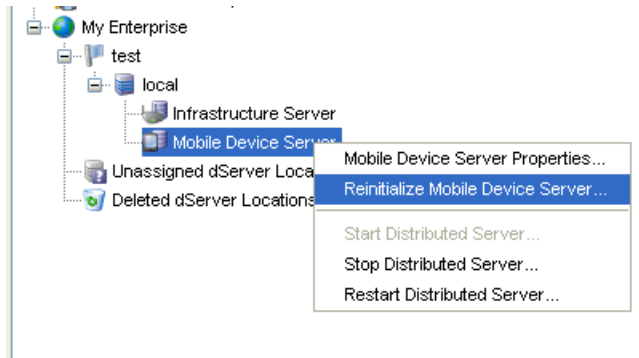 My Enterprise
test
local
Infrastructure Server
Mobile Device Server
Unassigned dServer Loca
Deleted dServer Locations
Mobile Device Server Properties...
Reinitialize Mobile Device Server...
Start Distributed Server...
Stop Distributed Server...
Restart Distributed Server...